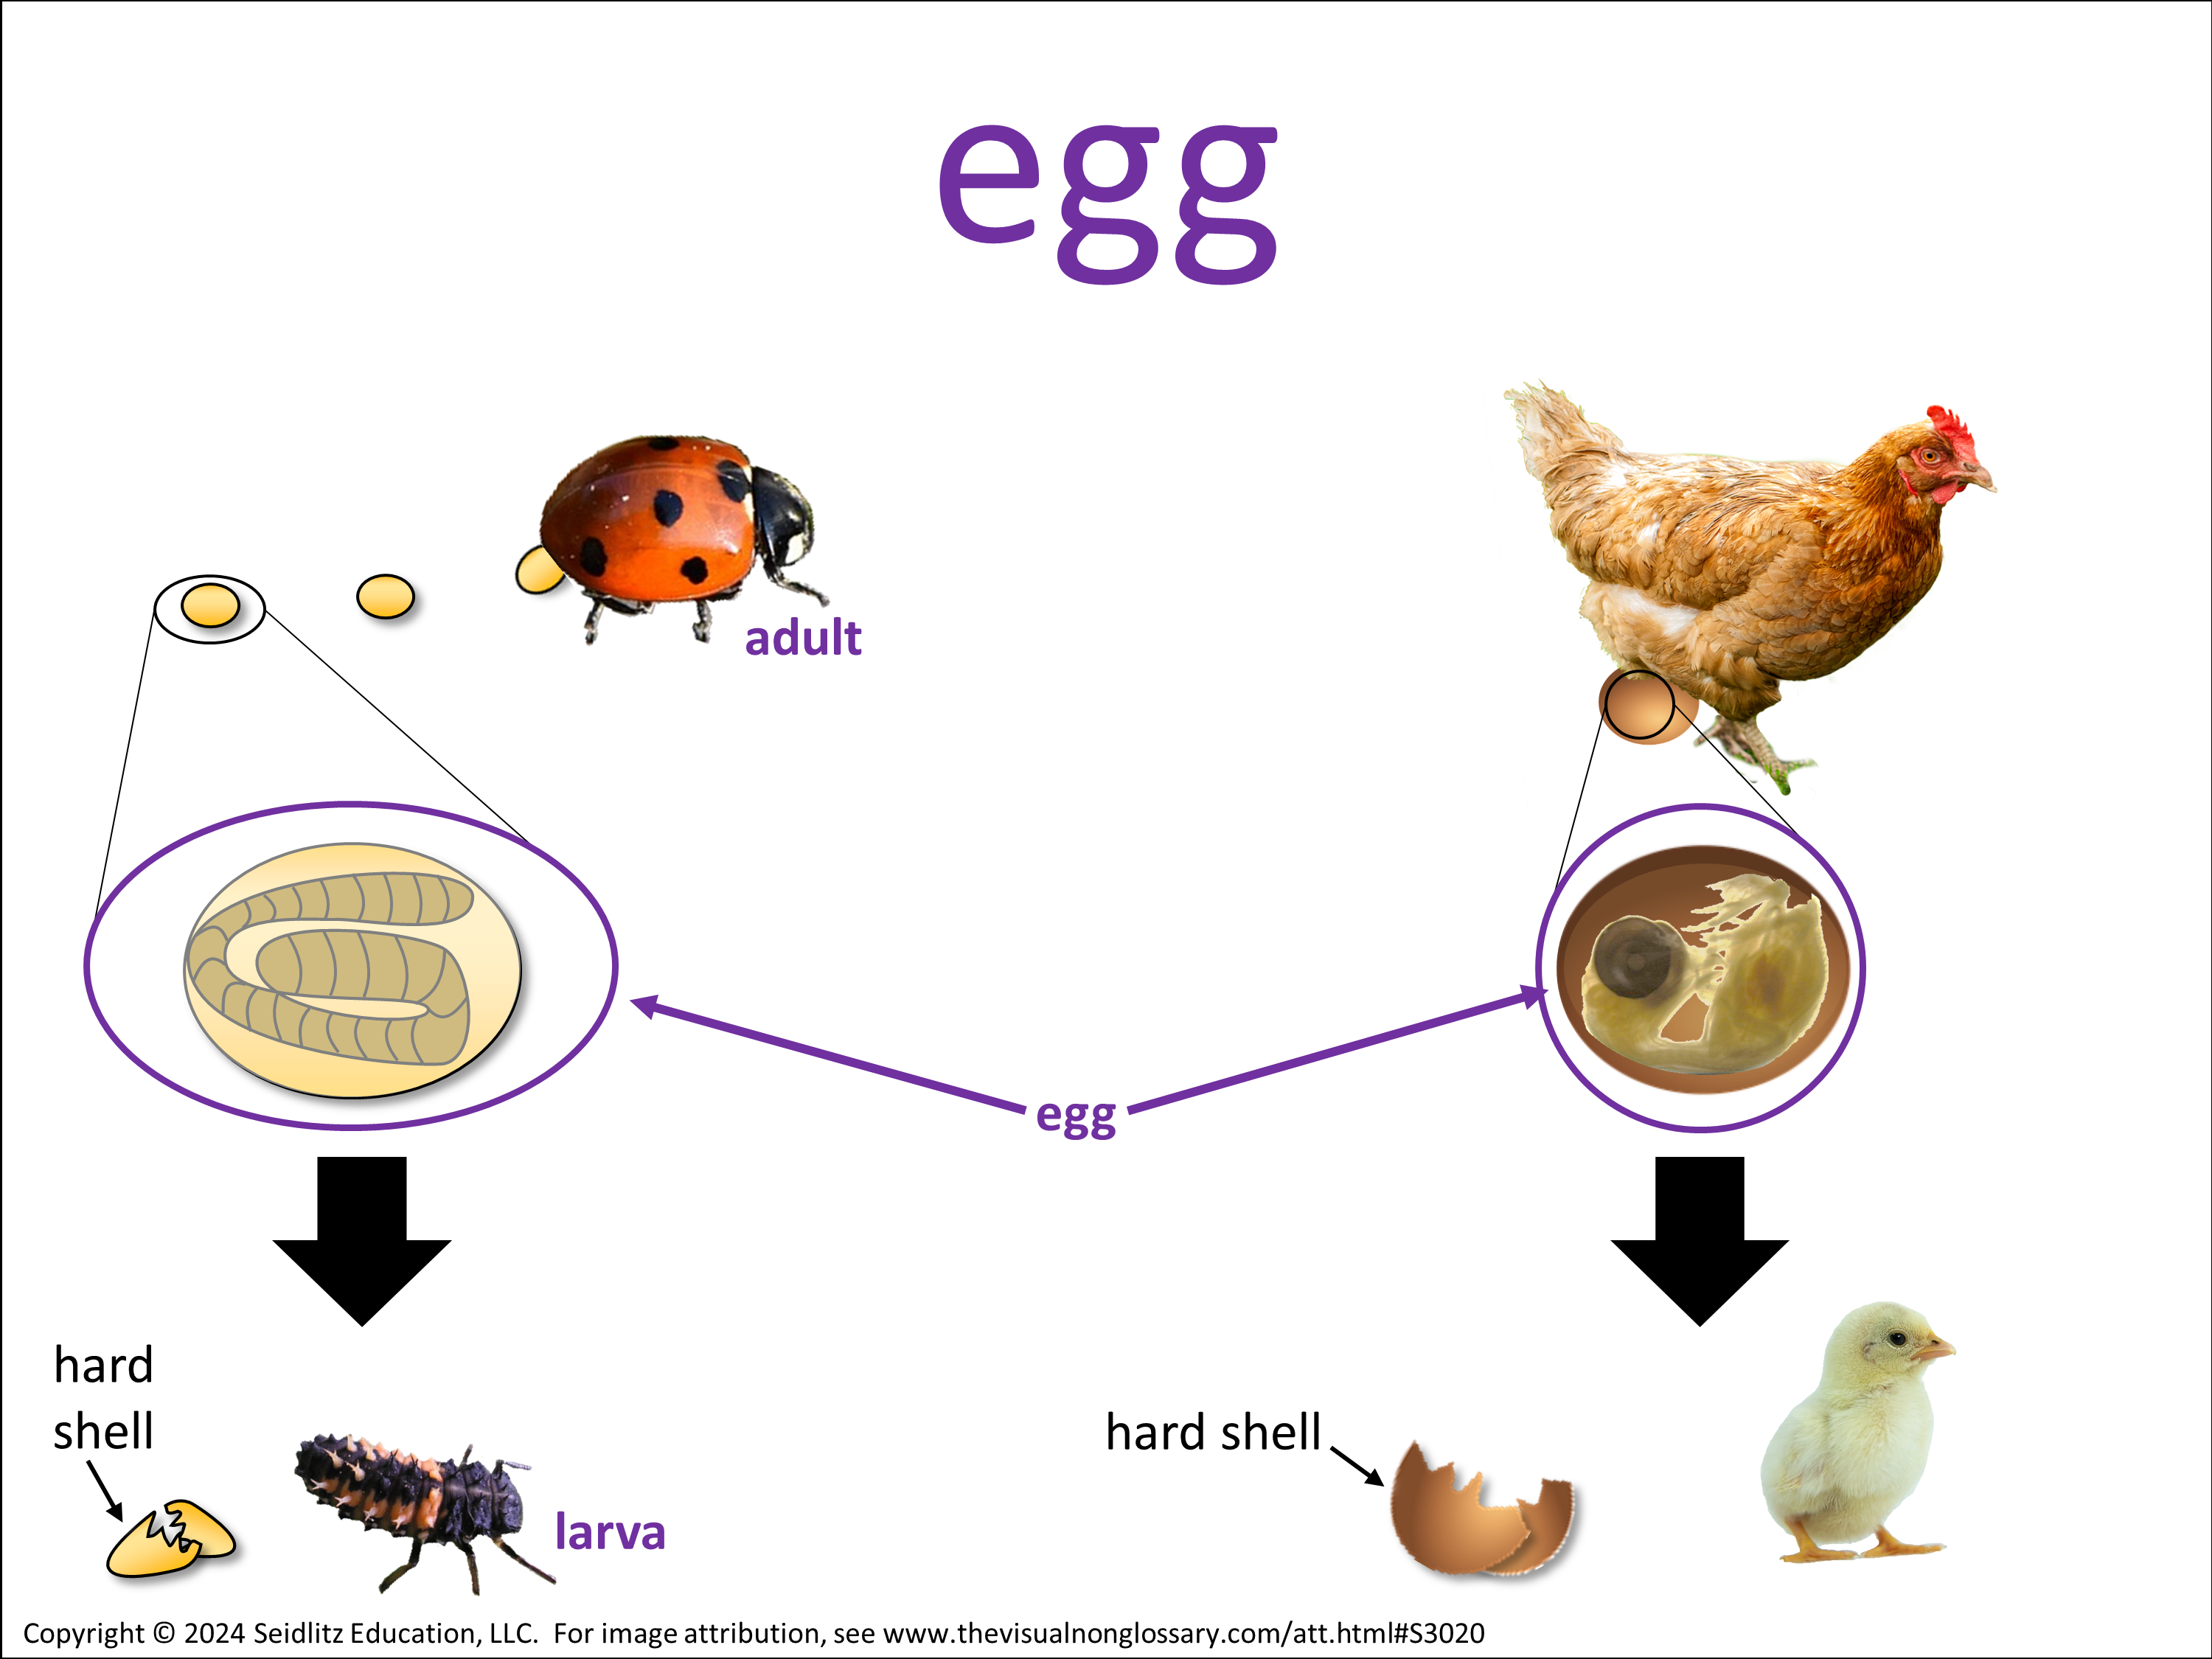 egg
adult
egg
hard
shell
larva
hard shell
Copyright © 2024 Seidlitz Education, LLC.  For image attribution, see www.thevisualnonglossary.com/att.html#S3020